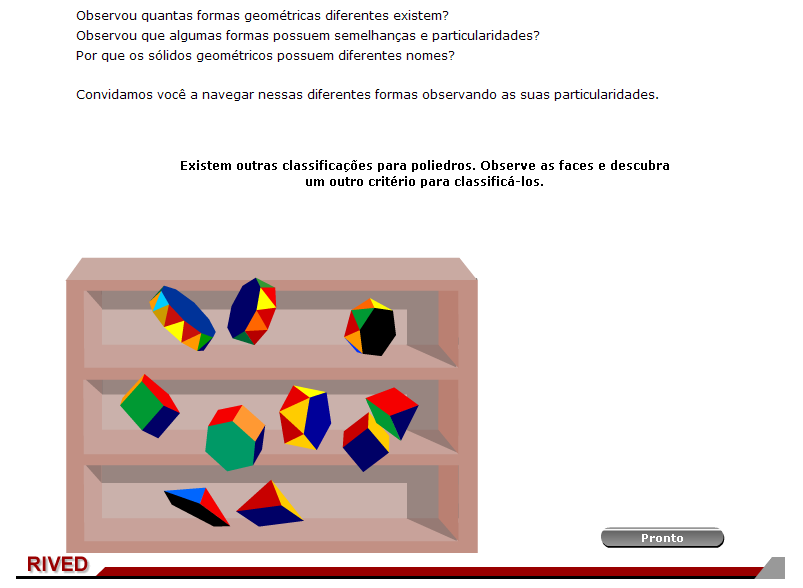 Observou quantas formas geométricas diferentes existem?
Observou que algumas formas possuem semelhanças e particularidades?
Por que os sólidos geométricos possuem diferentes nomes?
Convidamos você a navegar nessas diferentes formas observando as suas particularidades.
Existem outras classificações para poliedros. Observe as faces e descubra
um outro critério para classificá-los.
Pronto
RIVED